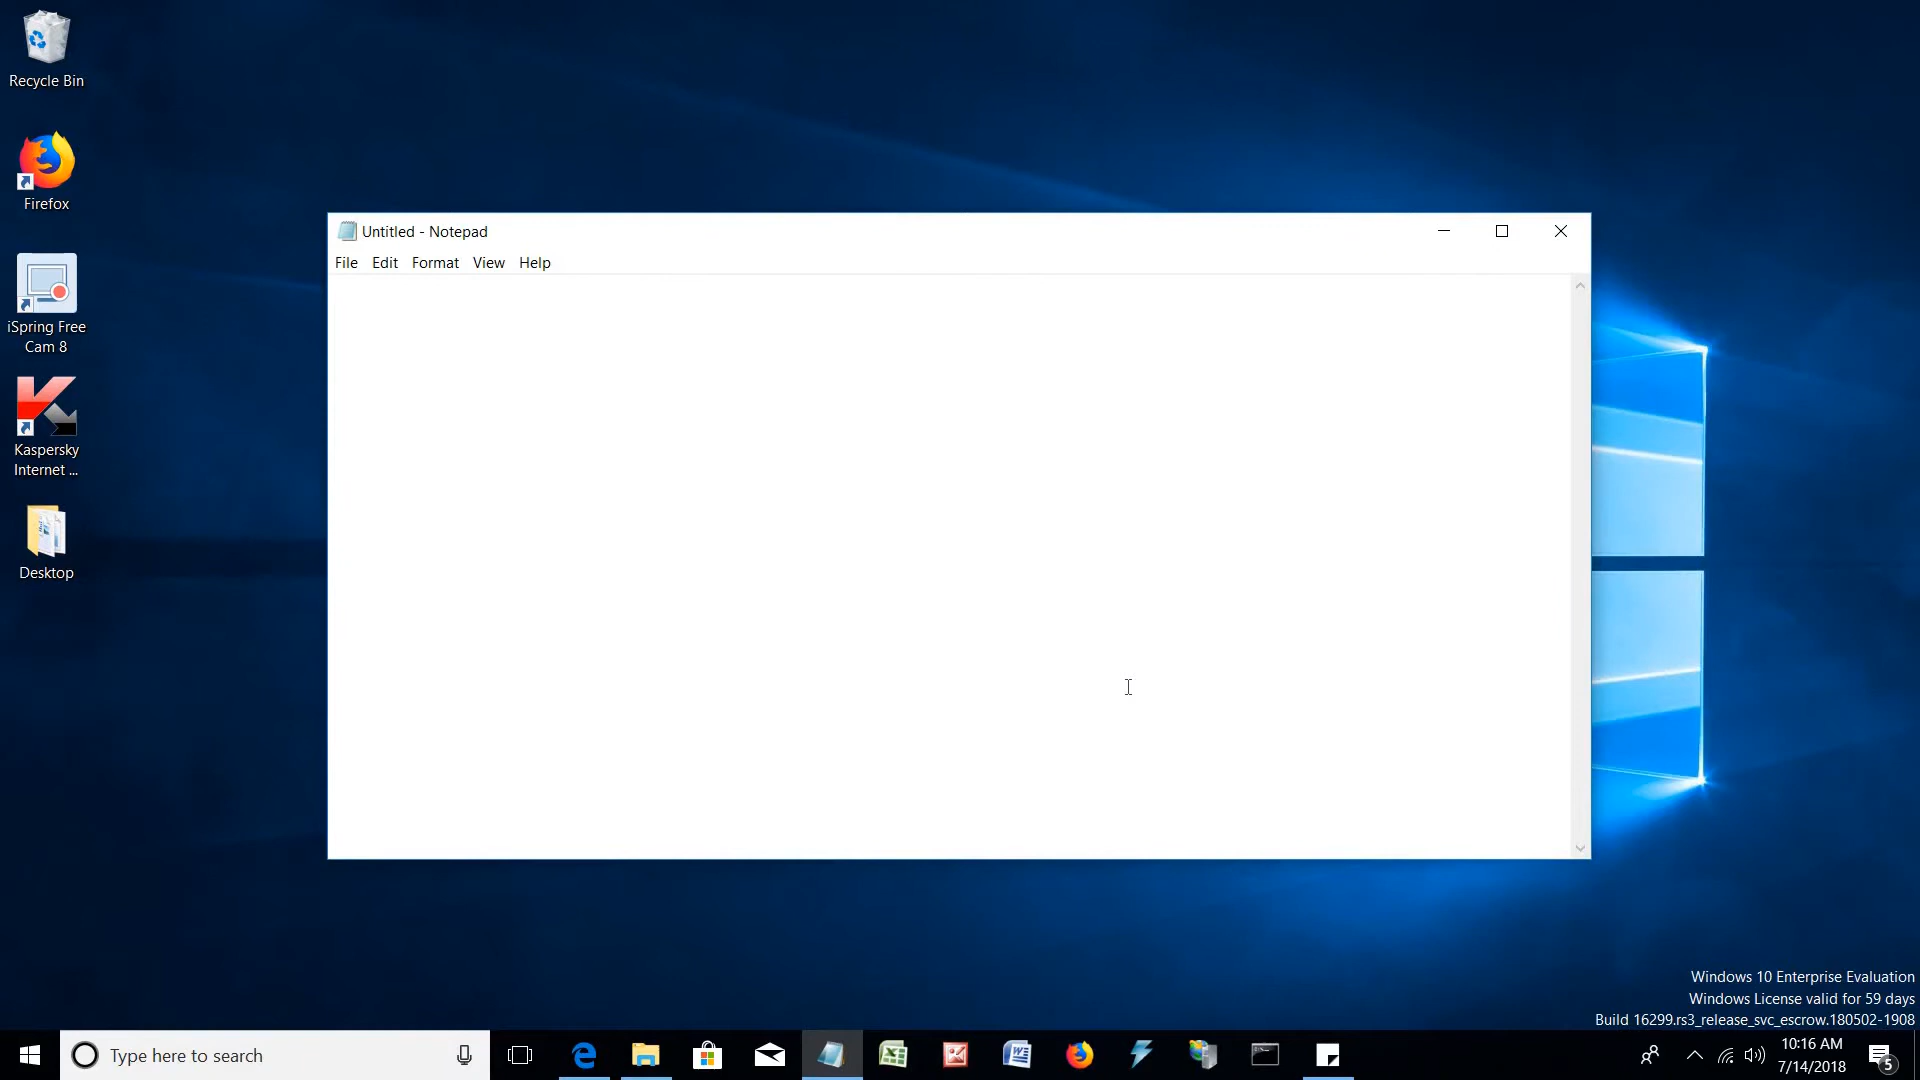 Recycle Bin
Firefox
iSpring Free
Cam 8
Kaspersky
Internet ...
Desktop
Untitled - Notepad
File Edit Format View Help
Windows 10 Enterprise Evaluation
Windows License valid for 59 days
Build 16299.rs3_release_svc_escrow.180502-1908
Type here to search
10:16 AM
7/14/2018
5